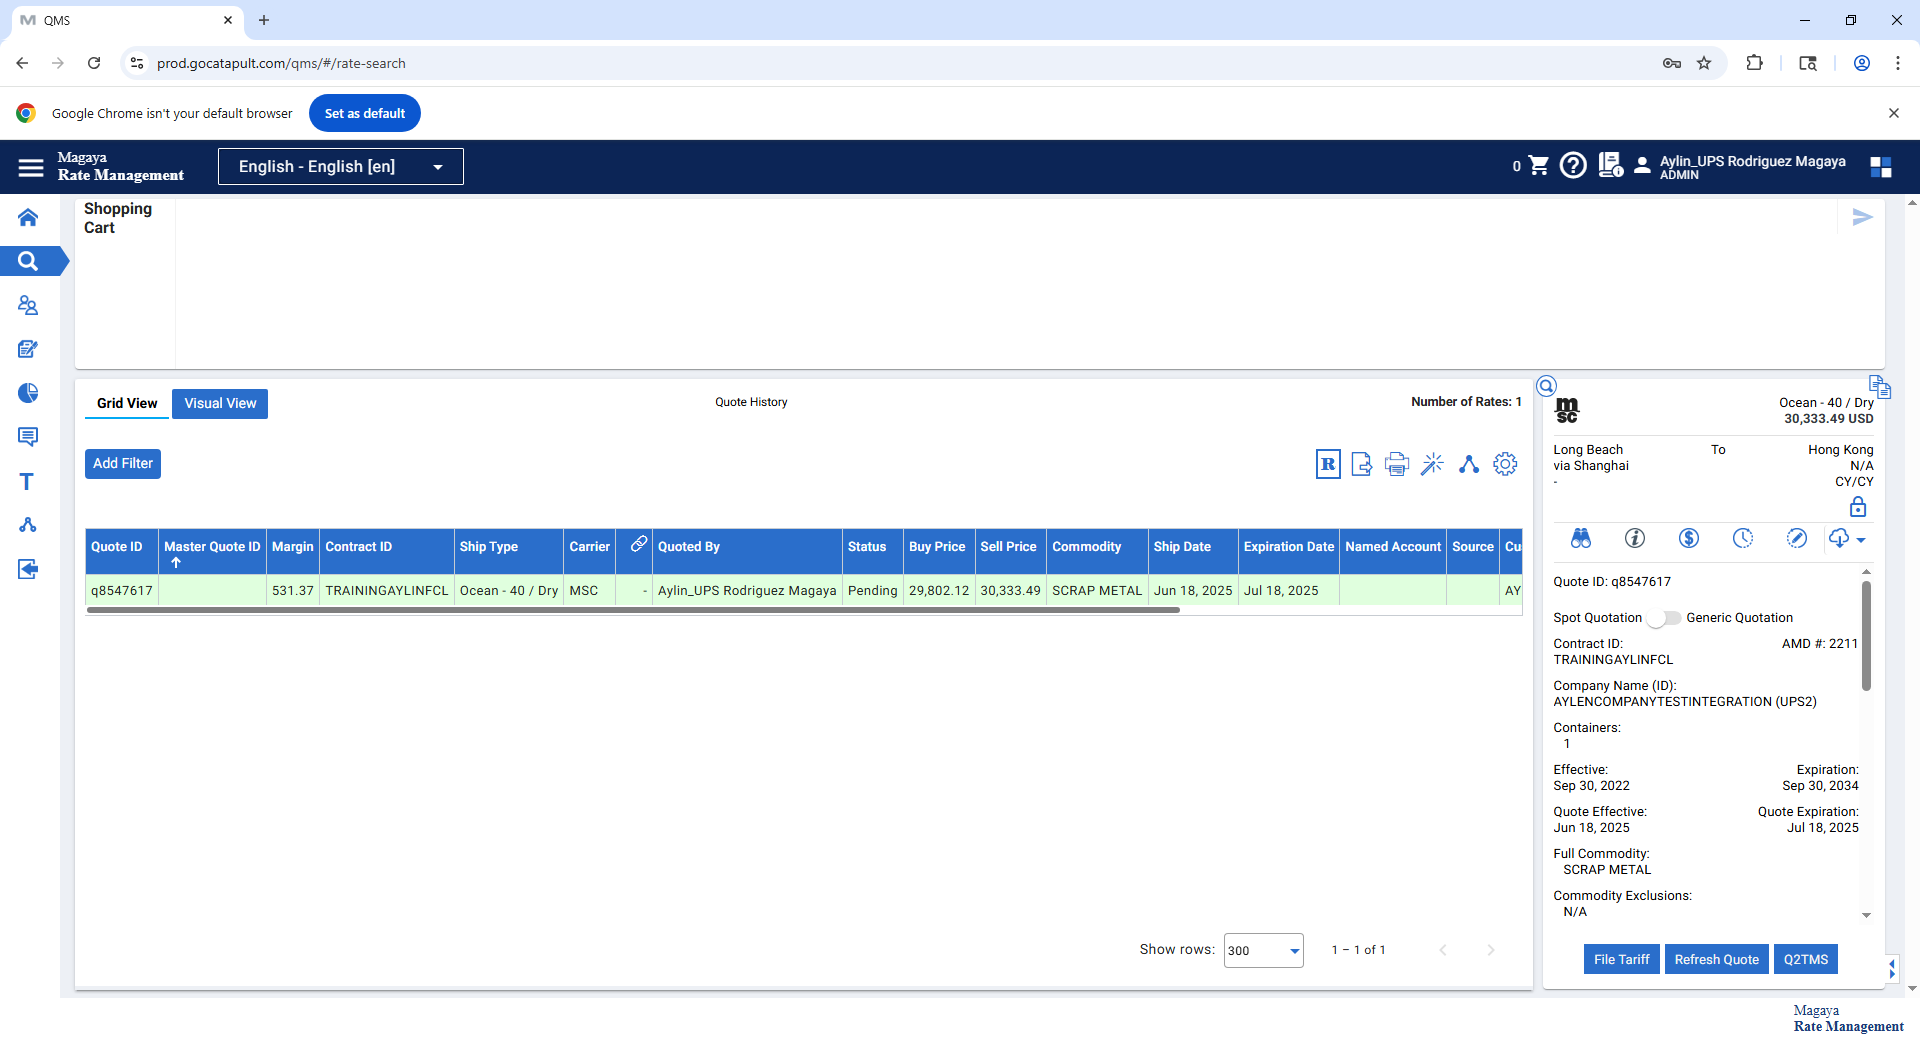 QMS
prod.gocatapult.com/qms/#/rate-search
Google Chrome isn't your default browser
Set as default
Magaya
Rate Management
English - English [en]
0
Aylin_UPS Rodriguez Magaya
ADMIN
Shopping
Cart
Grid View
Visual View
Quote History
Number of Rates: 1
Add Filter
R
Quote ID
Master Quote ID
Margin
Contract ID
Ship Type
Carrier
Quoted By
Status
Buy Price
Sell Price
Commodity
Ship Date
Expiration Date
Named Account
Source
Cu
q8547617
531.37
TRAININGAYLINFCL
Ocean - 40 / Dry
MSC
-
Aylin_UPS Rodriguez Magaya
Pending
29,802.12
30,333.49
SCRAP METAL
Jun 18, 2025
Jul 18, 2025
AY
Show rows:
300
1 – 1 of 1
msc
Ocean - 40 / Dry
30,333.49 USD
Long Beach
To
Hong Kong
via Shanghai
N/A
-
CY/CY
Quote ID: q8547617
Spot Quotation
Generic Quotation
Contract ID:
AMD #: 2211
TRAININGAYLINFCL
Company Name (ID):
AYLENCOMPANYTESTINTEGRATION (UPS2)
Containers:
1
Effective:
Expiration:
Sep 30, 2022
Sep 30, 2034
Quote Effective:
Quote Expiration:
Jun 18, 2025
Jul 18, 2025
Full Commodity:
SCRAP METAL
Commodity Exclusions:
N/A
File Tariff
Refresh Quote
Q2TMS
Magaya
Rate Management